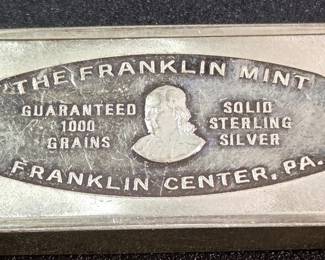 THE FRANKLIN MINT
GUARANTEED
1000
GRAINS
SOLID
STERLING
SILVER
FRANKLIN CENTER, PA.